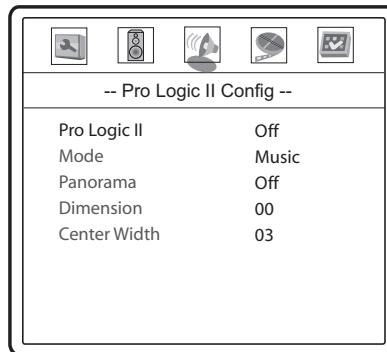 -- Pro Logic II Config --
Pro Logic II Off
Mode Music
Panorama Off
Dimension 00
Center Width 03